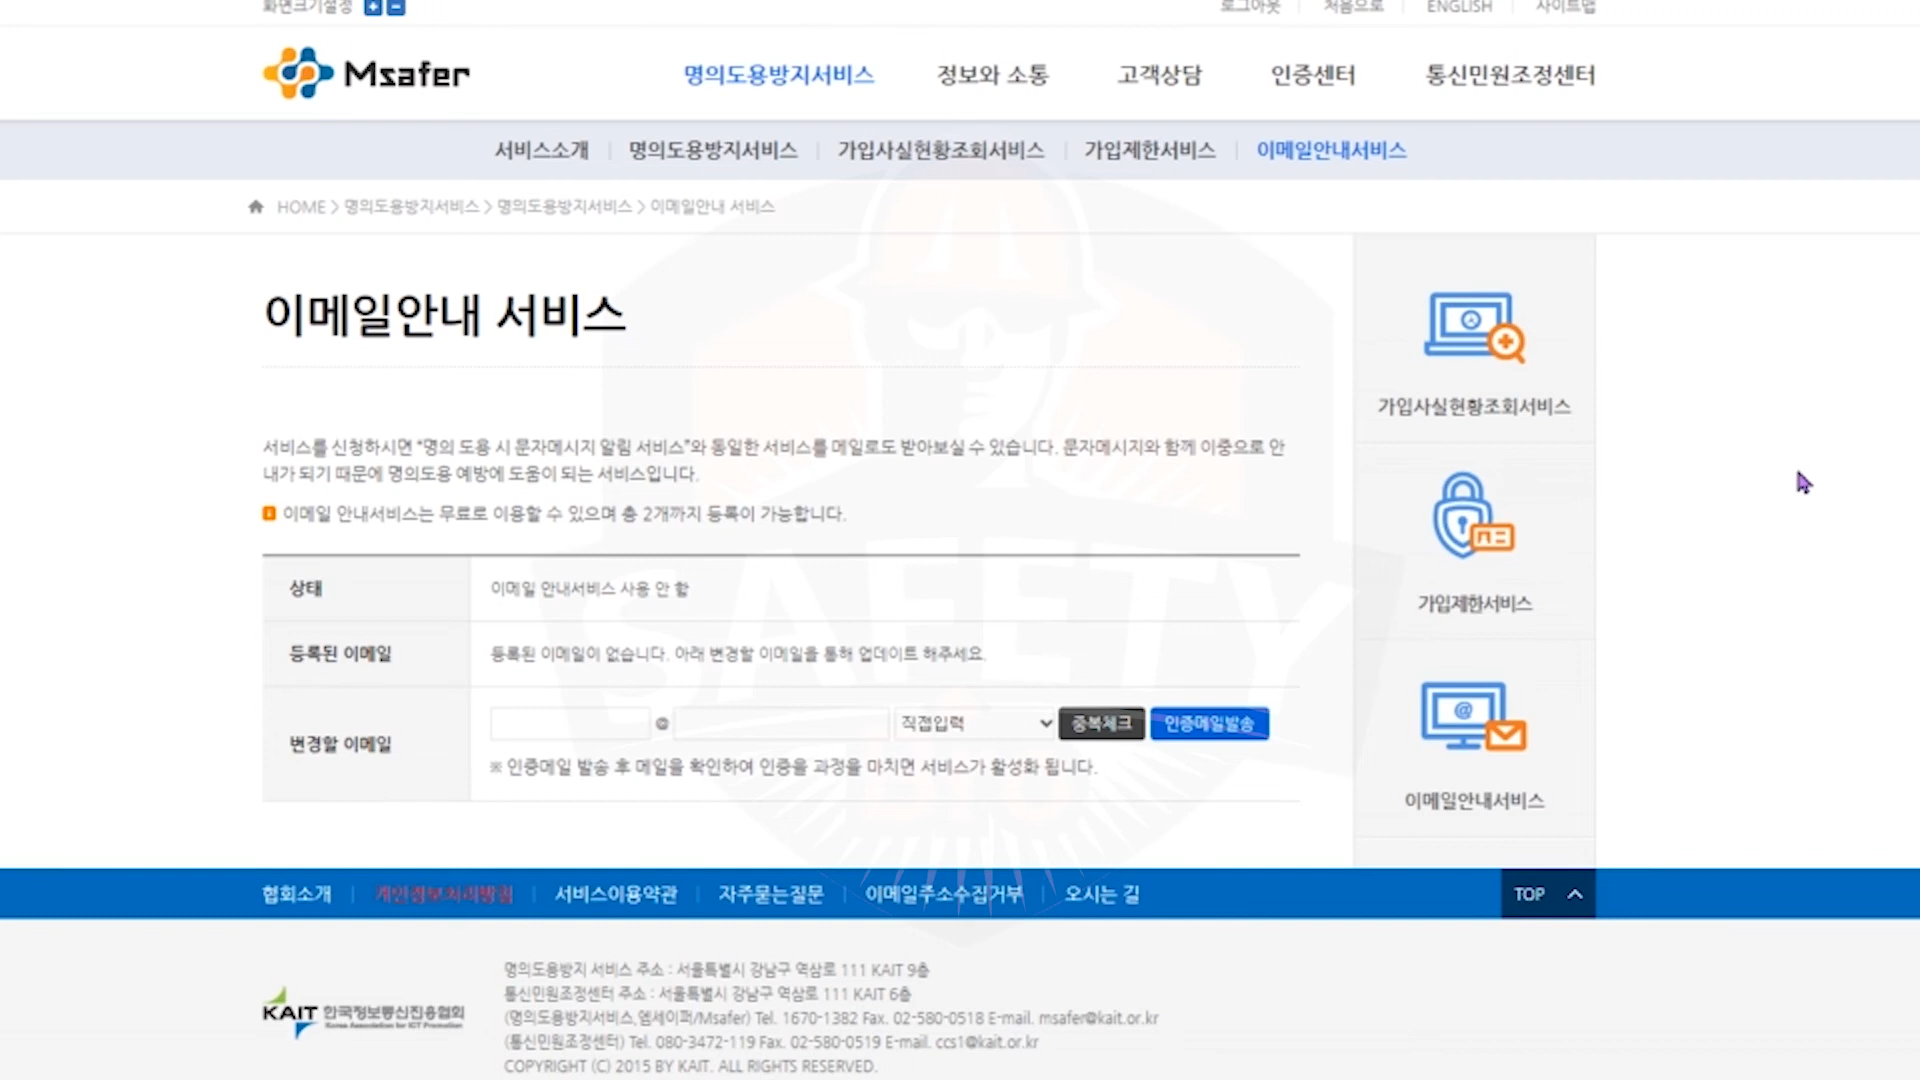 화면크기설정
로그아웃 처음으로 ENGLISH 사이트맵
Msafer 명의도용방지서비스 정보와 소통 고객상담 인증센터 통신민원조정센터
서비스소개 명의도용방지서비스 가입사실현황조회서비스 가입제한서비스 이메일안내서비스
HOME > 명의도용방지서비스 > 명의도용방지서비스 > 이메일안내 서비스
이메일안내 서비스
서비스를 신청하시면 "명의 도용 시 문자메시지 알림 서비스"와 동일한 서비스를 메일로도 받아보실 수 있습니다. 문자메시지와 함께 이중으로 안
내가 되기 때문에 명의도용 예방에 도움이 되는 서비스입니다.
이메일 안내서비스는 무료로 이용할 수 있으며 총 2개까지 등록이 가능합니다.
상태 이메일 안내서비스 사용 안 함
등록된 이메일 등록된 이메일이 없습니다. 아래 변경할 이메일을 통해 업데이트 해주세요.
변경할 이메일 @ 직접입력 중복체크 인증메일발송
※ 인증메일 발송 후 메일을 확인하여 인증을 과정을 마치면 서비스가 활성화 됩니다.
가입사실현황조회서비스
가입제한서비스
이메일안내서비스
SAFETY
협회소개 개인정보처리방침 서비스이용약관 자주묻는질문 이메일주소수집거부 오시는 길 TOP
KAIT 한국정보통신진흥협회
Korea Association for ICT Promotion
명의도용방지 서비스 주소 : 서울특별시 강남구 역삼로 111 KAIT 9층
통신민원조정센터 주소 : 서울특별시 강남구 역삼로 111 KAIT 6층
(명의도용방지서비스,엠세이퍼/Msafer) Tel. 1670-1382 Fax. 02-580-0518 E-mail. msafer@kait.or.kr
(통신민원조정센터) Tel. 080-3472-119 Fax. 02-580-0519 E-mail. ccs1@kait.or.kr
COPYRIGHT (C) 2015 BY KAIT. ALL RIGHTS RESERVED.